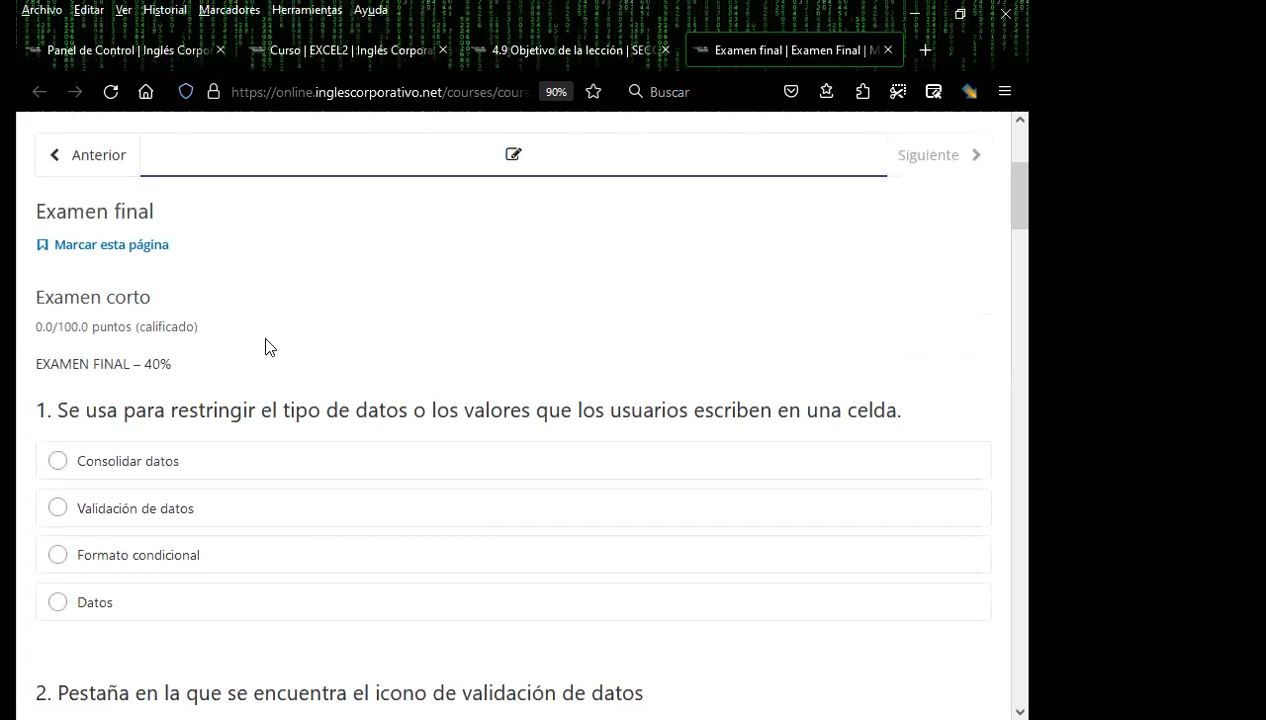 Archivo Editar Ver Historial Marcadores Herramientas Ayuda
Panel de Control | Inglés Corpo
Curso | EXCEL2 | Inglés Corpora
4.9 Objetivo de la lección | SEC
Examen final | Examen Final | M
https://online.inglescorporativo.net/courses/cour
90%
Buscar
Anterior
Siguiente
Examen final
Marcar esta página
Examen corto
0.0/100.0 puntos (calificado)
EXAMEN FINAL – 40%
1. Se usa para restringir el tipo de datos o los valores que los usuarios escriben en una celda.
Consolidar datos
Validación de datos
Formato condicional
Datos
2. Pestaña en la que se encuentra el icono de validación de datos